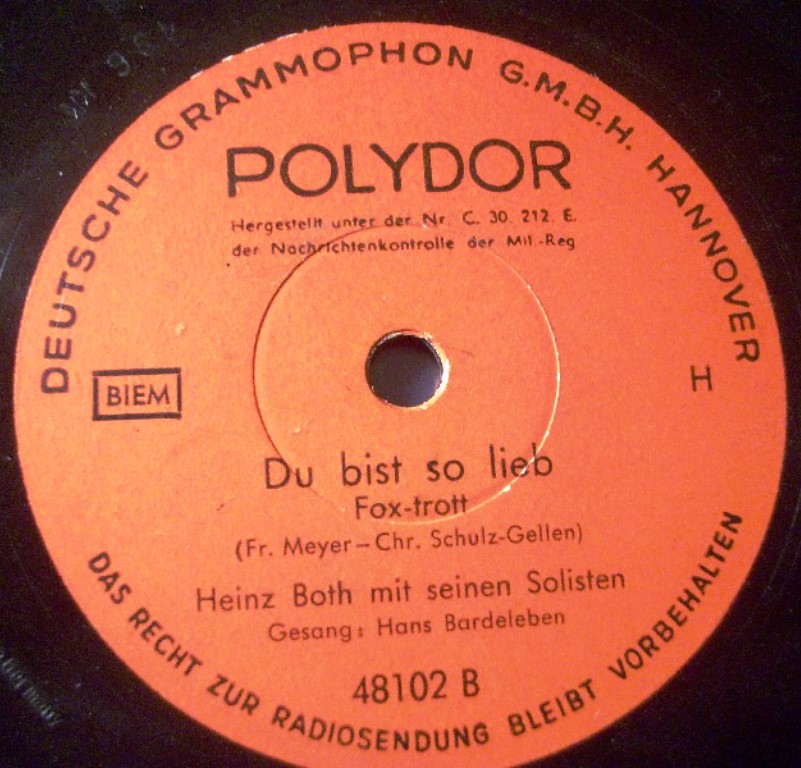 DEUTSCHE GRAMMOPHON G.M.B.H. HANNOVER
POLYDOR
Hergestellt unter der Nr. C. 30. 212. E.
der Nachrichtenkontrolle der Mil.-Reg
BIEM
H
Du bist so lieb
Fox-trott
(Fr. Meyer – Chr. Schulz-Gellen)
Heinz Both mit seinen Solisten
Gesang: Hans Bardeleben
48102 B
DAS RECHT ZUR RADIOSENDUNG BLEIBT VORBEHALTEN